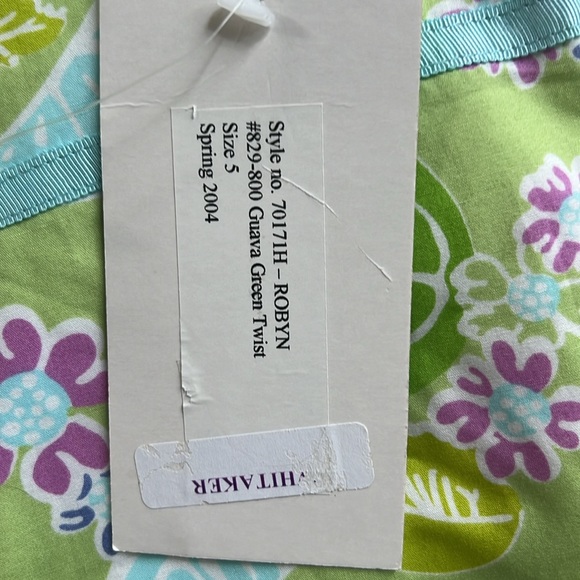 Style no. 70171H – ROBYN
#829-800 Guava Green Twist
Size 5
Spring 2004
HITAKER